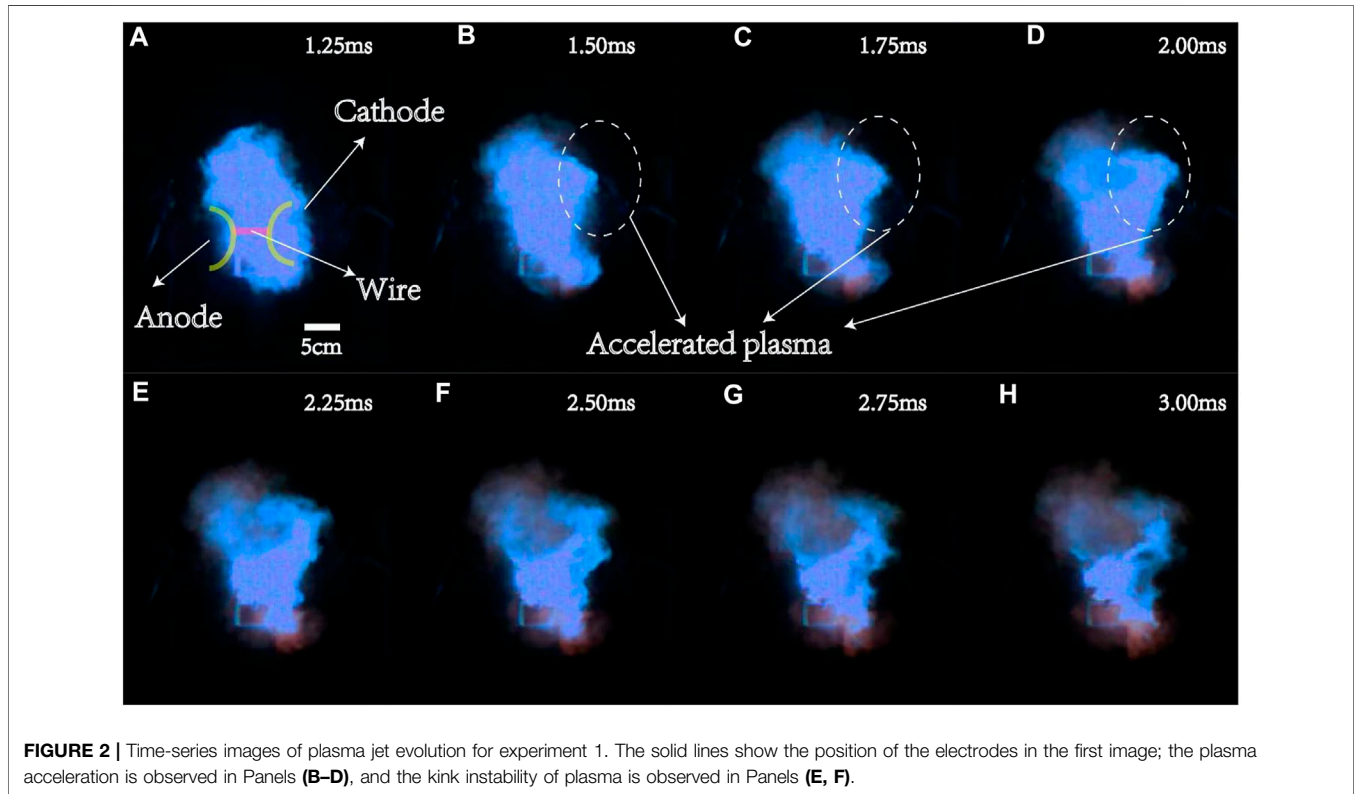 A 1.25ms B 1.50ms C 1.75ms D 2.00ms
Cathode
Wire
Anode
5cm
Accelerated plasma
E 2.25ms F 2.50ms G 2.75ms H 3.00ms
FIGURE 2 | Time-series images of plasma jet evolution for experiment 1. The solid lines show the position of the electrodes in the first image; the plasma
acceleration is observed in Panels (B–D), and the kink instability of plasma is observed in Panels (E, F).